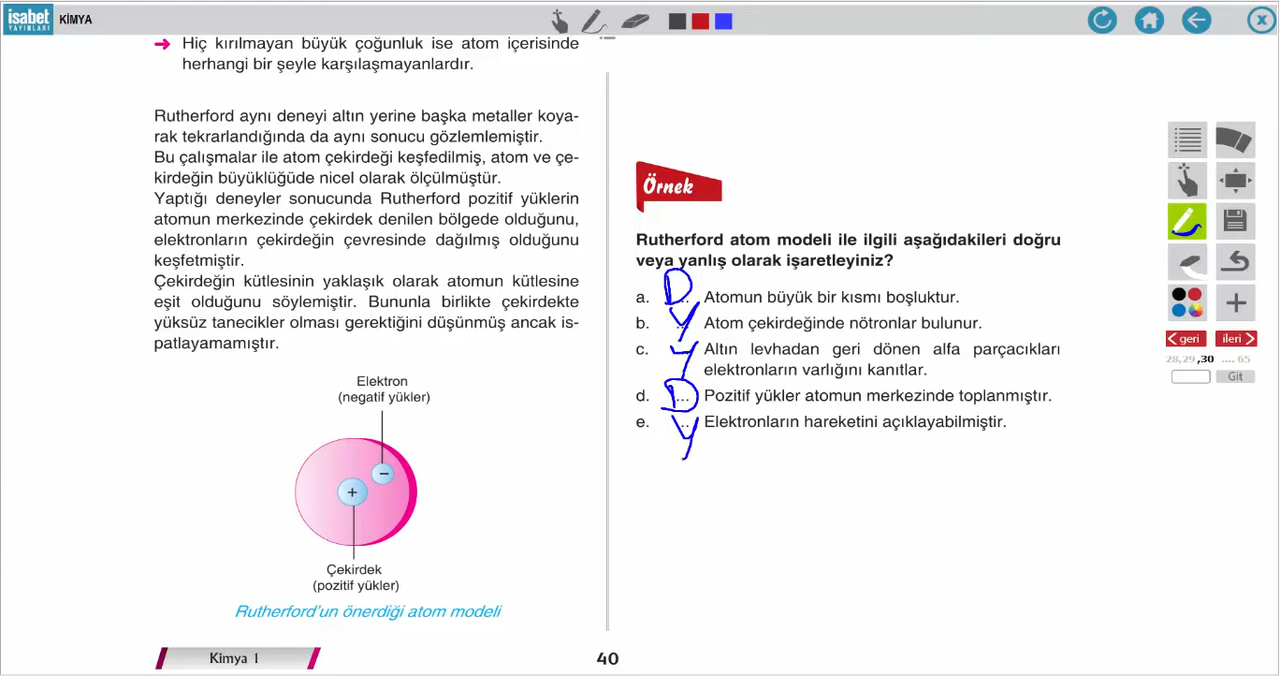 isabet
YAYINLARI
KİMYA
Hiç kırılmayan büyük çoğunluk ise atom içerisinde
herhangi bir şeyle karşılaşmayanlardır.
Rutherford aynı deneyi altın yerine başka metaller koya-
rak tekrarlandığında da aynı sonucu gözlemlemiştir.
Bu çalışmalar ile atom çekirdeği keşfedilmiş, atom ve çe-
kirdeğin büyüklüğüde nicel olarak ölçülmüştür.
Yaptığı deneyler sonucunda Rutherford pozitif yüklerin
atomun merkezinde çekirdek denilen bölgede olduğunu,
elektronların çekirdeğin çevresinde dağılmış olduğunu
keşfetmiştir.
Çekirdeğin kütlesinin yaklaşık olarak atomun kütlesine
eşit olduğunu söylemiştir. Bununla birlikte çekirdekte
yüksüz tanecikler olması gerektiğini düşünmüş ancak is-
patlayamamıştır.
Elektron
(negatif yükler)
−
+
Çekirdek
(pozitif yükler)
Rutherford'un önerdiği atom modeli
Kimya 1
40
Örnek
Rutherford atom modeli ile ilgili aşağıdakileri doğru
veya yanlış olarak işaretleyiniz?
a. D... Atomun büyük bir kısmı boşluktur.
b. Y... Atom çekirdeğinde nötronlar bulunur.
c. Y Altın levhadan geri dönen alfa parçacıkları
elektronların varlığını kanıtlar.
d. D... Pozitif yükler atomun merkezinde toplanmıştır.
e. Y... Elektronların hareketini açıklayabilmiştir.
geri
ileri
28,29,30 .... 65
Git